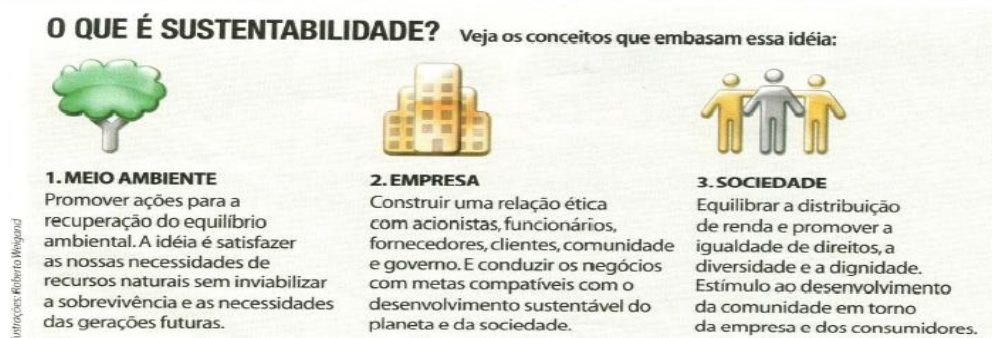 O QUE É SUSTENTABILIDADE? Veja os conceitos que embasam essa idéia:
1. MEIO AMBIENTE
Promover ações para a
recuperação do equilíbrio
ambiental. A idéia é satisfazer
as nossas necessidades de
recursos naturais sem inviabilizar
a sobrevivência e as necessidades
das gerações futuras.
2. EMPRESA
Construir uma relação ética
com acionistas, funcionários,
fornecedores, clientes, comunidade
e governo. E conduzir os negócios
com metas compatíveis com o
desenvolvimento sustentável do
planeta e da sociedade.
3. SOCIEDADE
Equilibrar a distribuição
de renda e promover a
igualdade de direitos, a
diversidade e a dignidade.
Estímulo ao desenvolvimento
da comunidade em torno
da empresa e dos consumidores.
Roberto Weigand